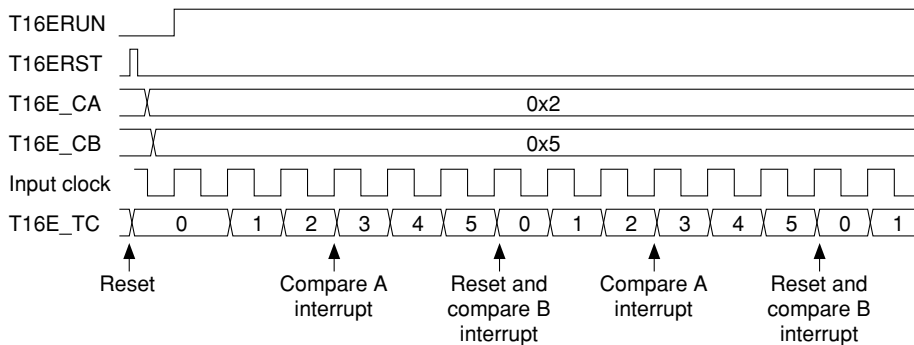 T16ERUN
T16ERST
T16E_CA 0x2
T16E_CB 0x5
Input clock
T16E_TC 0 1 2 3 4 5 0 1 2 3 4 5 0 1
Reset Compare A Reset and Compare A Reset and
interrupt compare B interrupt compare B
interrupt interrupt